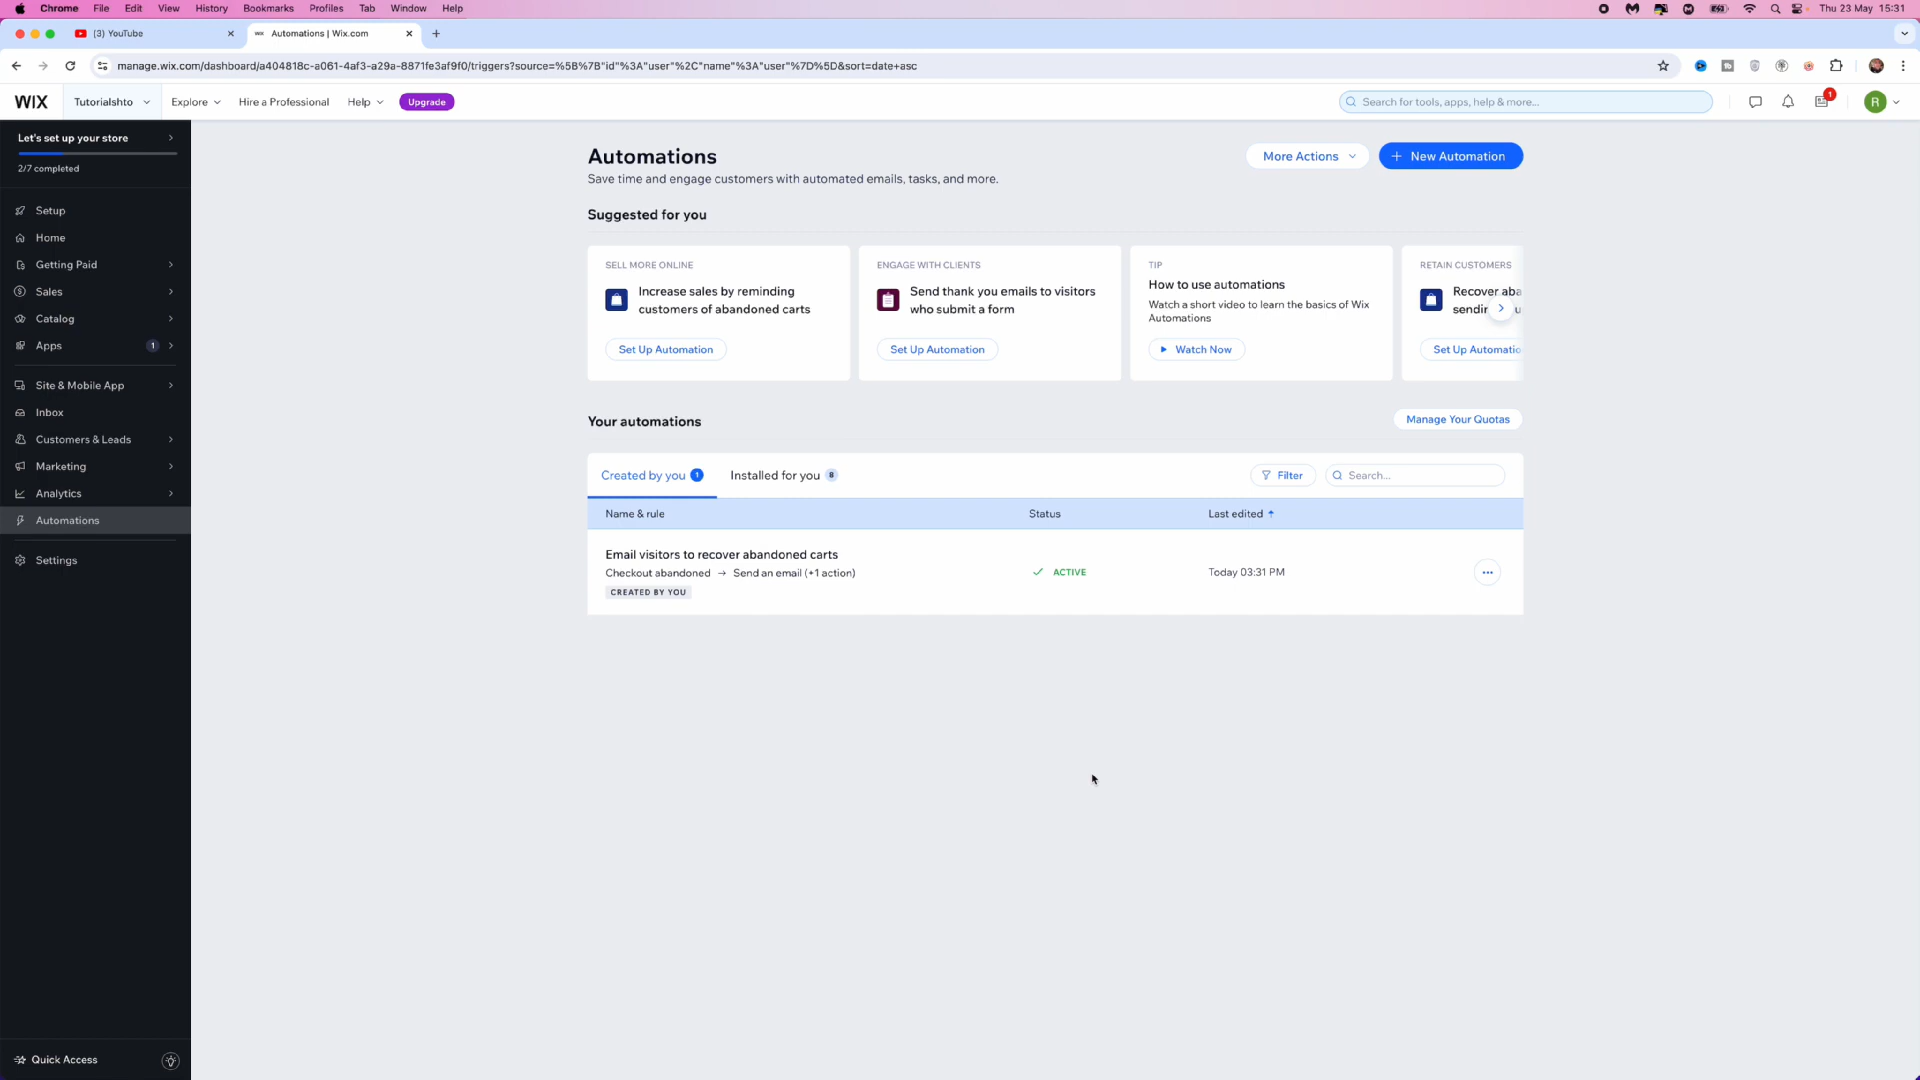 Chrome File Edit View History Bookmarks Profiles Tab Window Help
Thu 23 May 15:31
(3) YouTube
Automations | Wix.com
manage.wix.com/dashboard/a404818c-a061-4af3-a29a-8871fe3af9f0/triggers?source=%5B%7B"id"%3A"user"%2C"name"%3A"user"%7D%5D&sort=date+asc
WIX
Tutorialshto
Explore
Hire a Professional
Help
Upgrade
Search for tools, apps, help & more...
1
R
Let's set up your store
2/7 completed
Setup
Home
Getting Paid
Sales
Catalog
Apps 1
Site & Mobile App
Inbox
Customers & Leads
Marketing
Analytics
Automations
Settings
Quick Access
Automations
Save time and engage customers with automated emails, tasks, and more.
More Actions
+ New Automation
Suggested for you
SELL MORE ONLINE
Increase sales by reminding
customers of abandoned carts
Set Up Automation
ENGAGE WITH CLIENTS
Send thank you emails to visitors
who submit a form
Set Up Automation
TIP
How to use automations
Watch a short video to learn the basics of Wix
Automations
Watch Now
RETAIN CUSTOMERS
Recover aba
sendin
Set Up Automatio
Your automations
Manage Your Quotas
Created by you 1
Installed for you 8
Filter
Search...
Name & rule
Status
Last edited
Email visitors to recover abandoned carts
Checkout abandoned → Send an email (+1 action)
CREATED BY YOU
ACTIVE
Today 03:31 PM